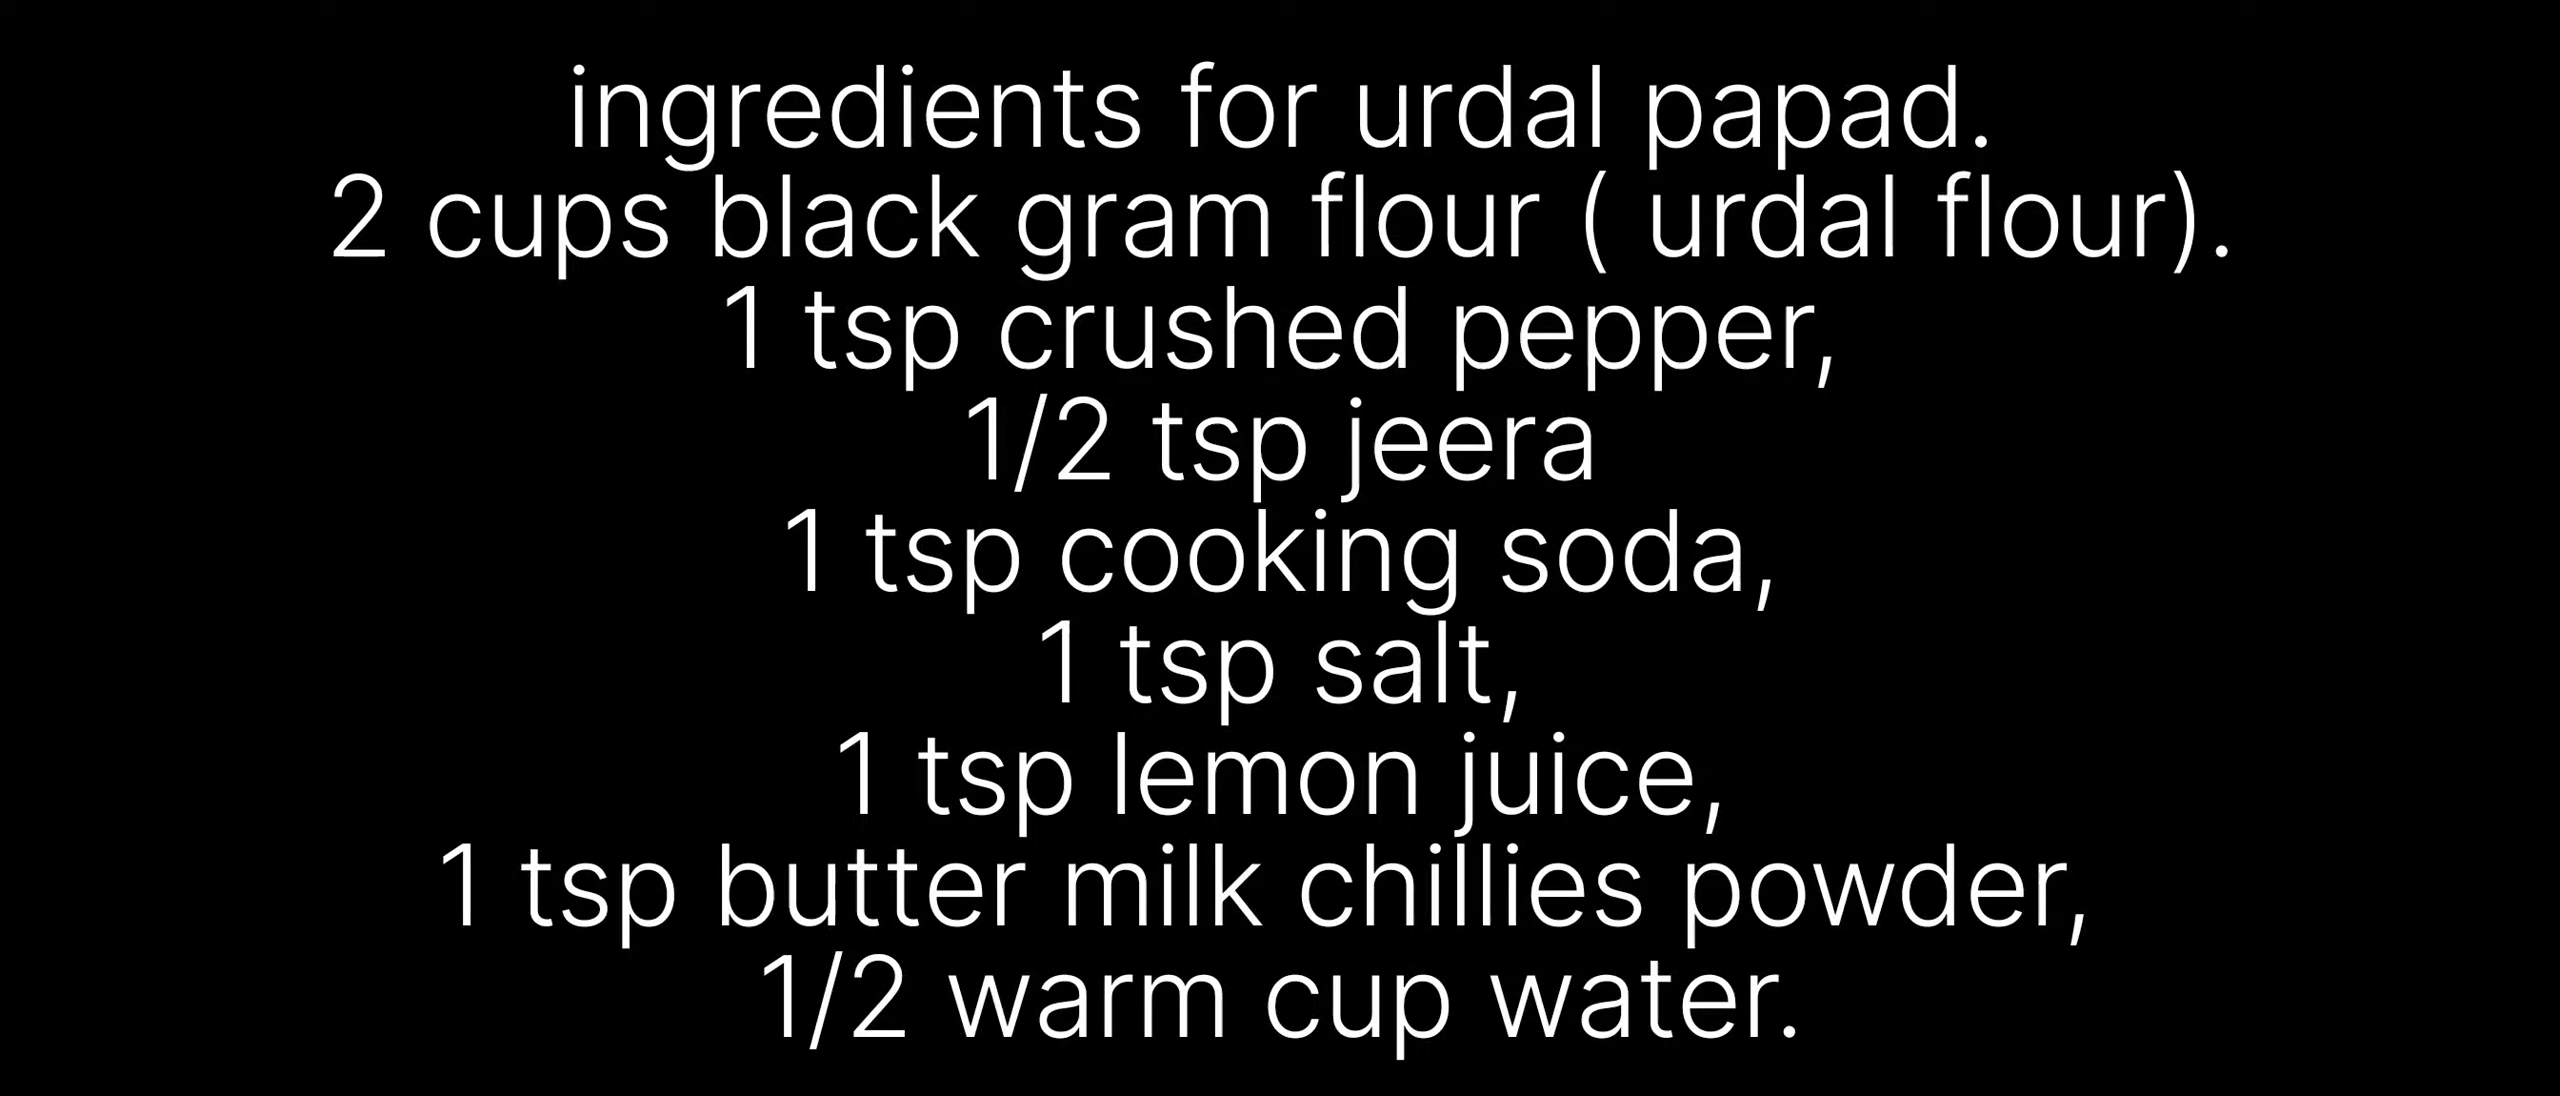 ingredients for urdal papad.
2 cups black gram flour ( urdal flour).
1 tsp crushed pepper,
1/2 tsp jeera
1 tsp cooking soda,
1 tsp salt,
1 tsp lemon juice,
1 tsp butter milk chillies powder,
1/2 warm cup water.